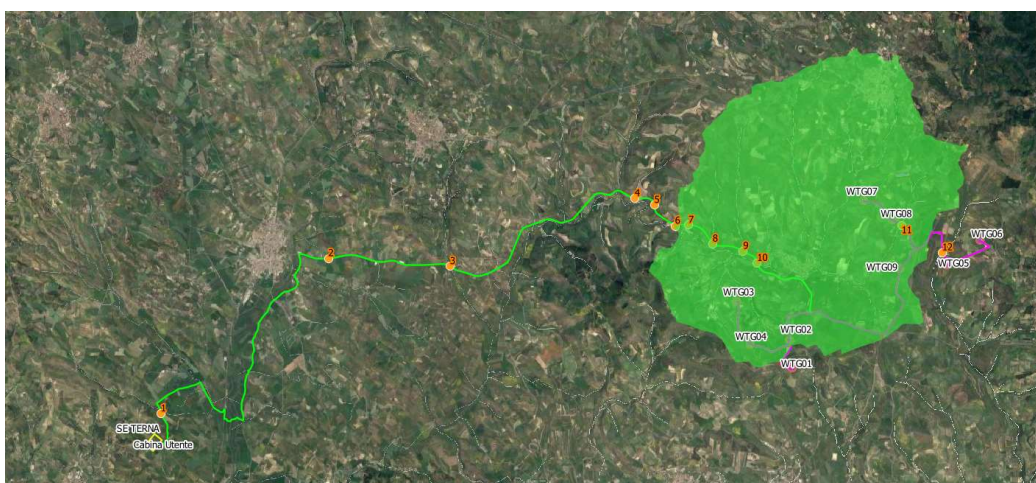 WTG07
4
5
WTG08
6
7
11
WTG06
8
9
12
2
10
WTG05
3
WTG09
WTG03
WTG02
WTG04
WTG01
1
SE TERNA
Cabina Utente